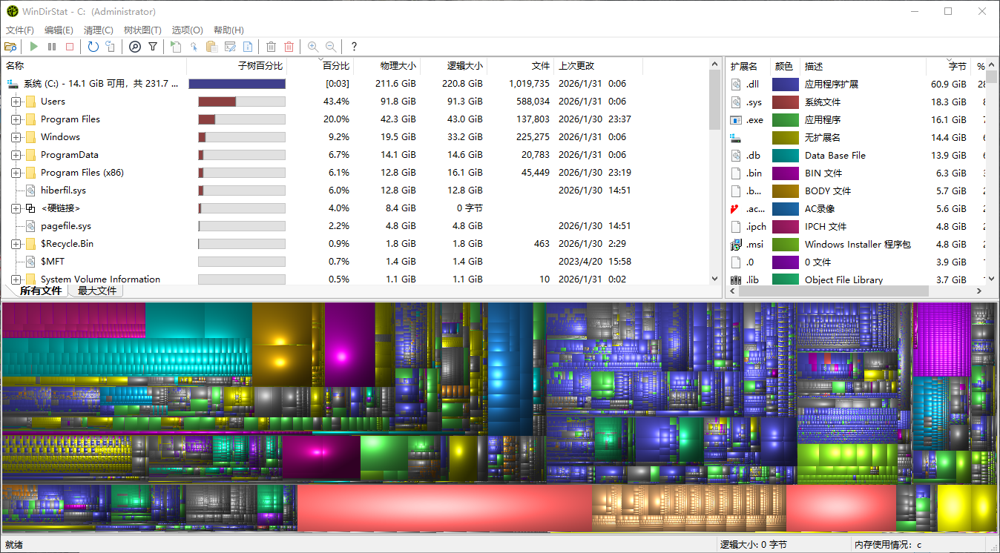 WinDirStat - C: (Administrator)
文件(F) 编辑(E) 清理(C) 树状图(T) 选项(O) 帮助(H)
名称 子树百分比 百分比 物理大小 逻辑大小 文件 上次更改
系统 (C:) - 14.1 GiB 可用，共 231.7 ... [0:03] 211.6 GiB 220.8 GiB 1,019,735 2026/1/31 0:06
Users 43.4% 91.8 GiB 91.3 GiB 588,034 2026/1/31 0:06
Program Files 20.0% 42.3 GiB 43.0 GiB 137,803 2026/1/30 23:37
Windows 9.2% 19.5 GiB 33.2 GiB 225,275 2026/1/31 0:06
ProgramData 6.7% 14.1 GiB 14.6 GiB 20,783 2026/1/31 0:06
Program Files (x86) 6.1% 12.8 GiB 16.1 GiB 45,449 2026/1/30 23:19
hiberfil.sys 6.0% 12.8 GiB 12.8 GiB 2026/1/30 14:51
<硬链接> 4.0% 8.4 GiB 0 字节
pagefile.sys 2.2% 4.8 GiB 4.8 GiB 2026/1/30 14:51
$Recycle.Bin 0.9% 1.8 GiB 1.8 GiB 463 2026/1/30 2:29
$MFT 0.7% 1.4 GiB 1.4 GiB 2023/4/20 15:58
System Volume Information 0.5% 1.1 GiB 1.1 GiB 10 2026/1/31 0:02
所有文件 最大文件
扩展名 颜色 描述 字节 %
.dll 应用程序扩展 60.9 GiB
.sys 系统文件 18.3 GiB
.exe 应用程序 16.1 GiB
无扩展名 14.4 GiB
.db Data Base File 13.9 GiB
.bin BIN 文件 6.3 GiB
.b... BODY 文件 5.7 GiB
.ac... AC录像 5.6 GiB
.ipch IPCH 文件 4.8 GiB
.msi Windows Installer 程序包 4.8 GiB
.0 0 文件 3.9 GiB
.lib Object File Library 3.7 GiB
就绪 逻辑大小: 0 字节 内存使用情况: c